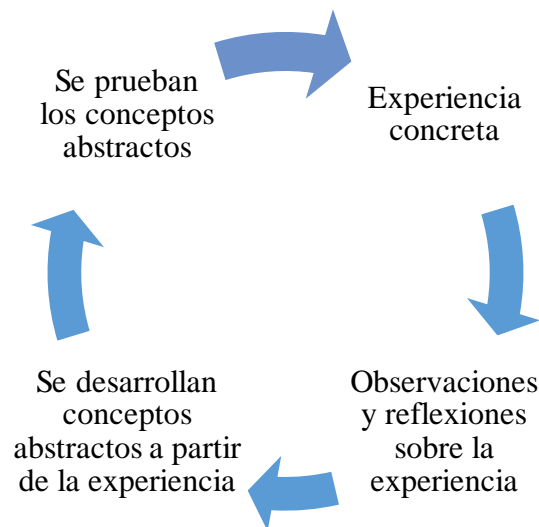 Se prueban
los conceptos
abstractos
Experiencia
concreta
Observaciones
y reflexiones
sobre la
experiencia
Se desarrollan
conceptos
abstractos a partir
de la experiencia